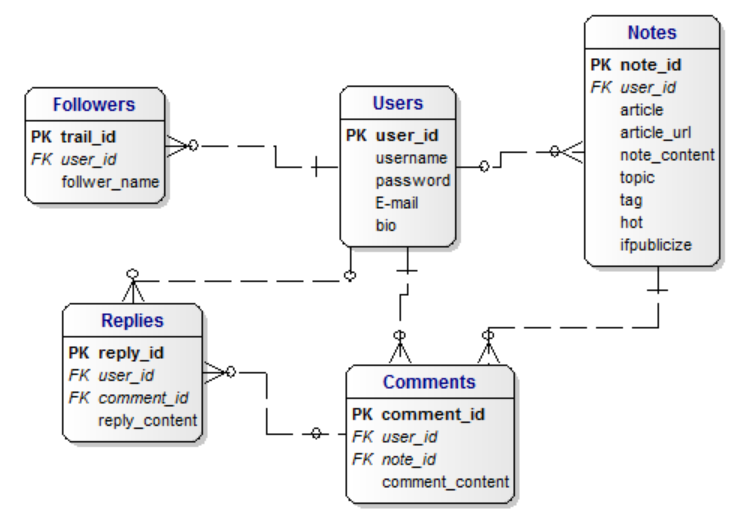 Notes
PK note_id
FK user_id
article
article_url
note_content
topic
tag
hot
ifpublicize
Followers
PK trail_id
FK user_id
follwer_name
Users
PK user_id
username
password
E-mail
bio
Replies
PK reply_id
FK user_id
FK comment_id
reply_content
Comments
PK comment_id
FK user_id
FK note_id
comment_content